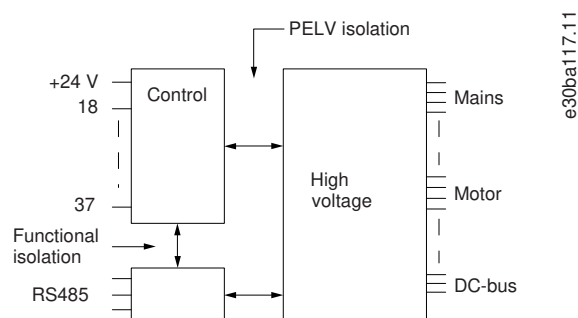 PELV isolation
e30ba117.11
+24 V
Control
18
Mains
37
High
voltage
Motor
Functional
isolation
RS485
DC-bus